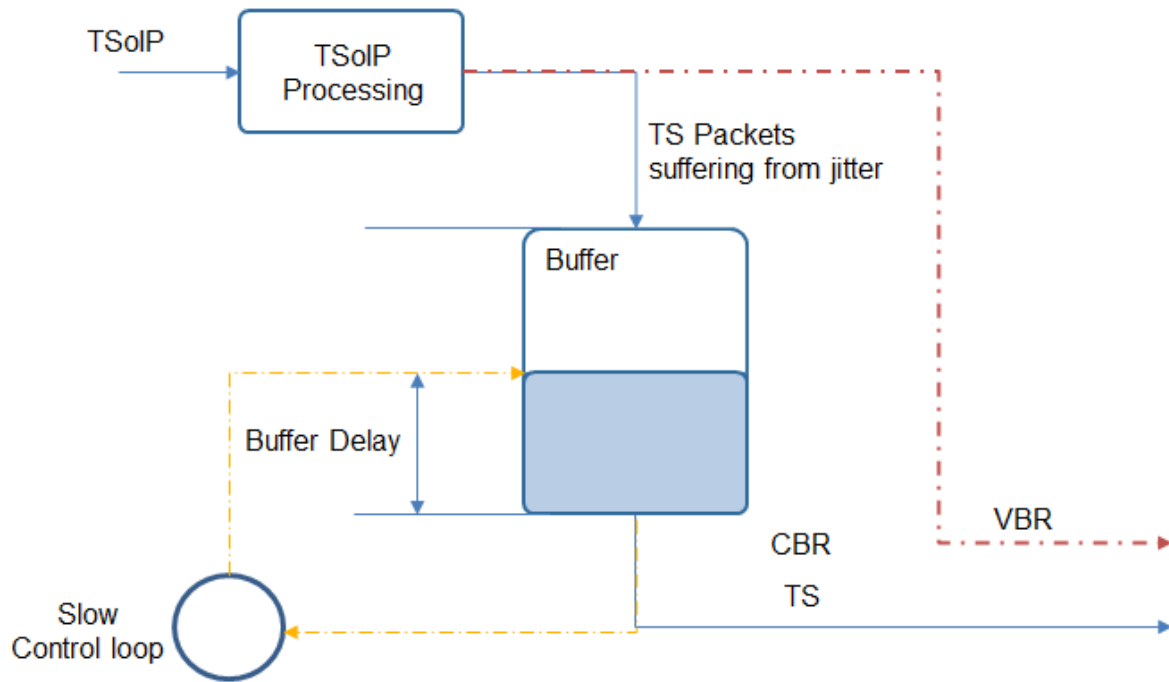 TSoIP
TSoIP
Processing
TS Packets
suffering from jitter
Buffer
Buffer Delay
VBR
CBR
TS
Slow
Control loop